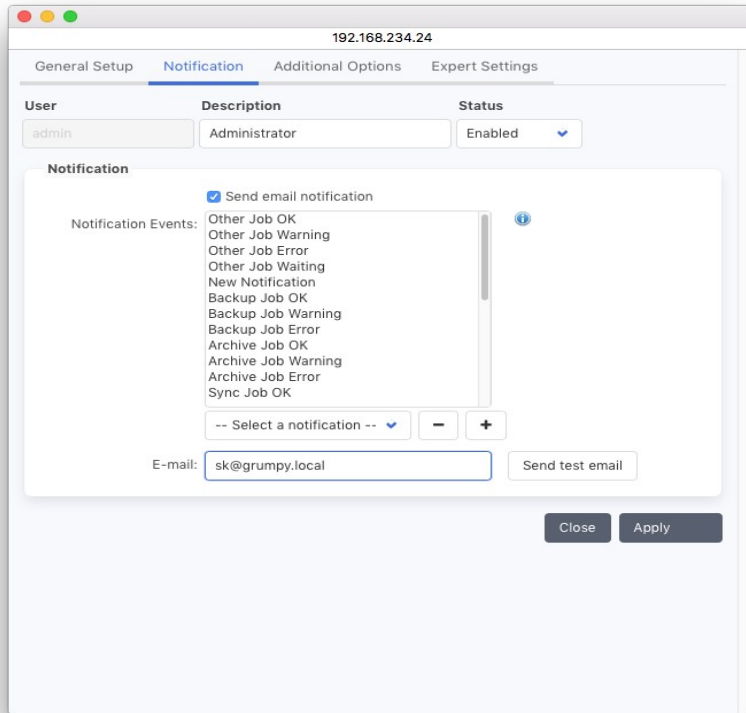 192.168.234.24
General Setup Notification Additional Options Expert Settings
User Description Status
admin Administrator Enabled
Notification
Send email notification
Notification Events:
Other Job OK
Other Job Warning
Other Job Error
Other Job Waiting
New Notification
Backup Job OK
Backup Job Warning
Backup Job Error
Archive Job OK
Archive Job Warning
Archive Job Error
Sync Job OK
-- Select a notification -- − +
E-mail: sk@grumpy.local Send test email
Close Apply